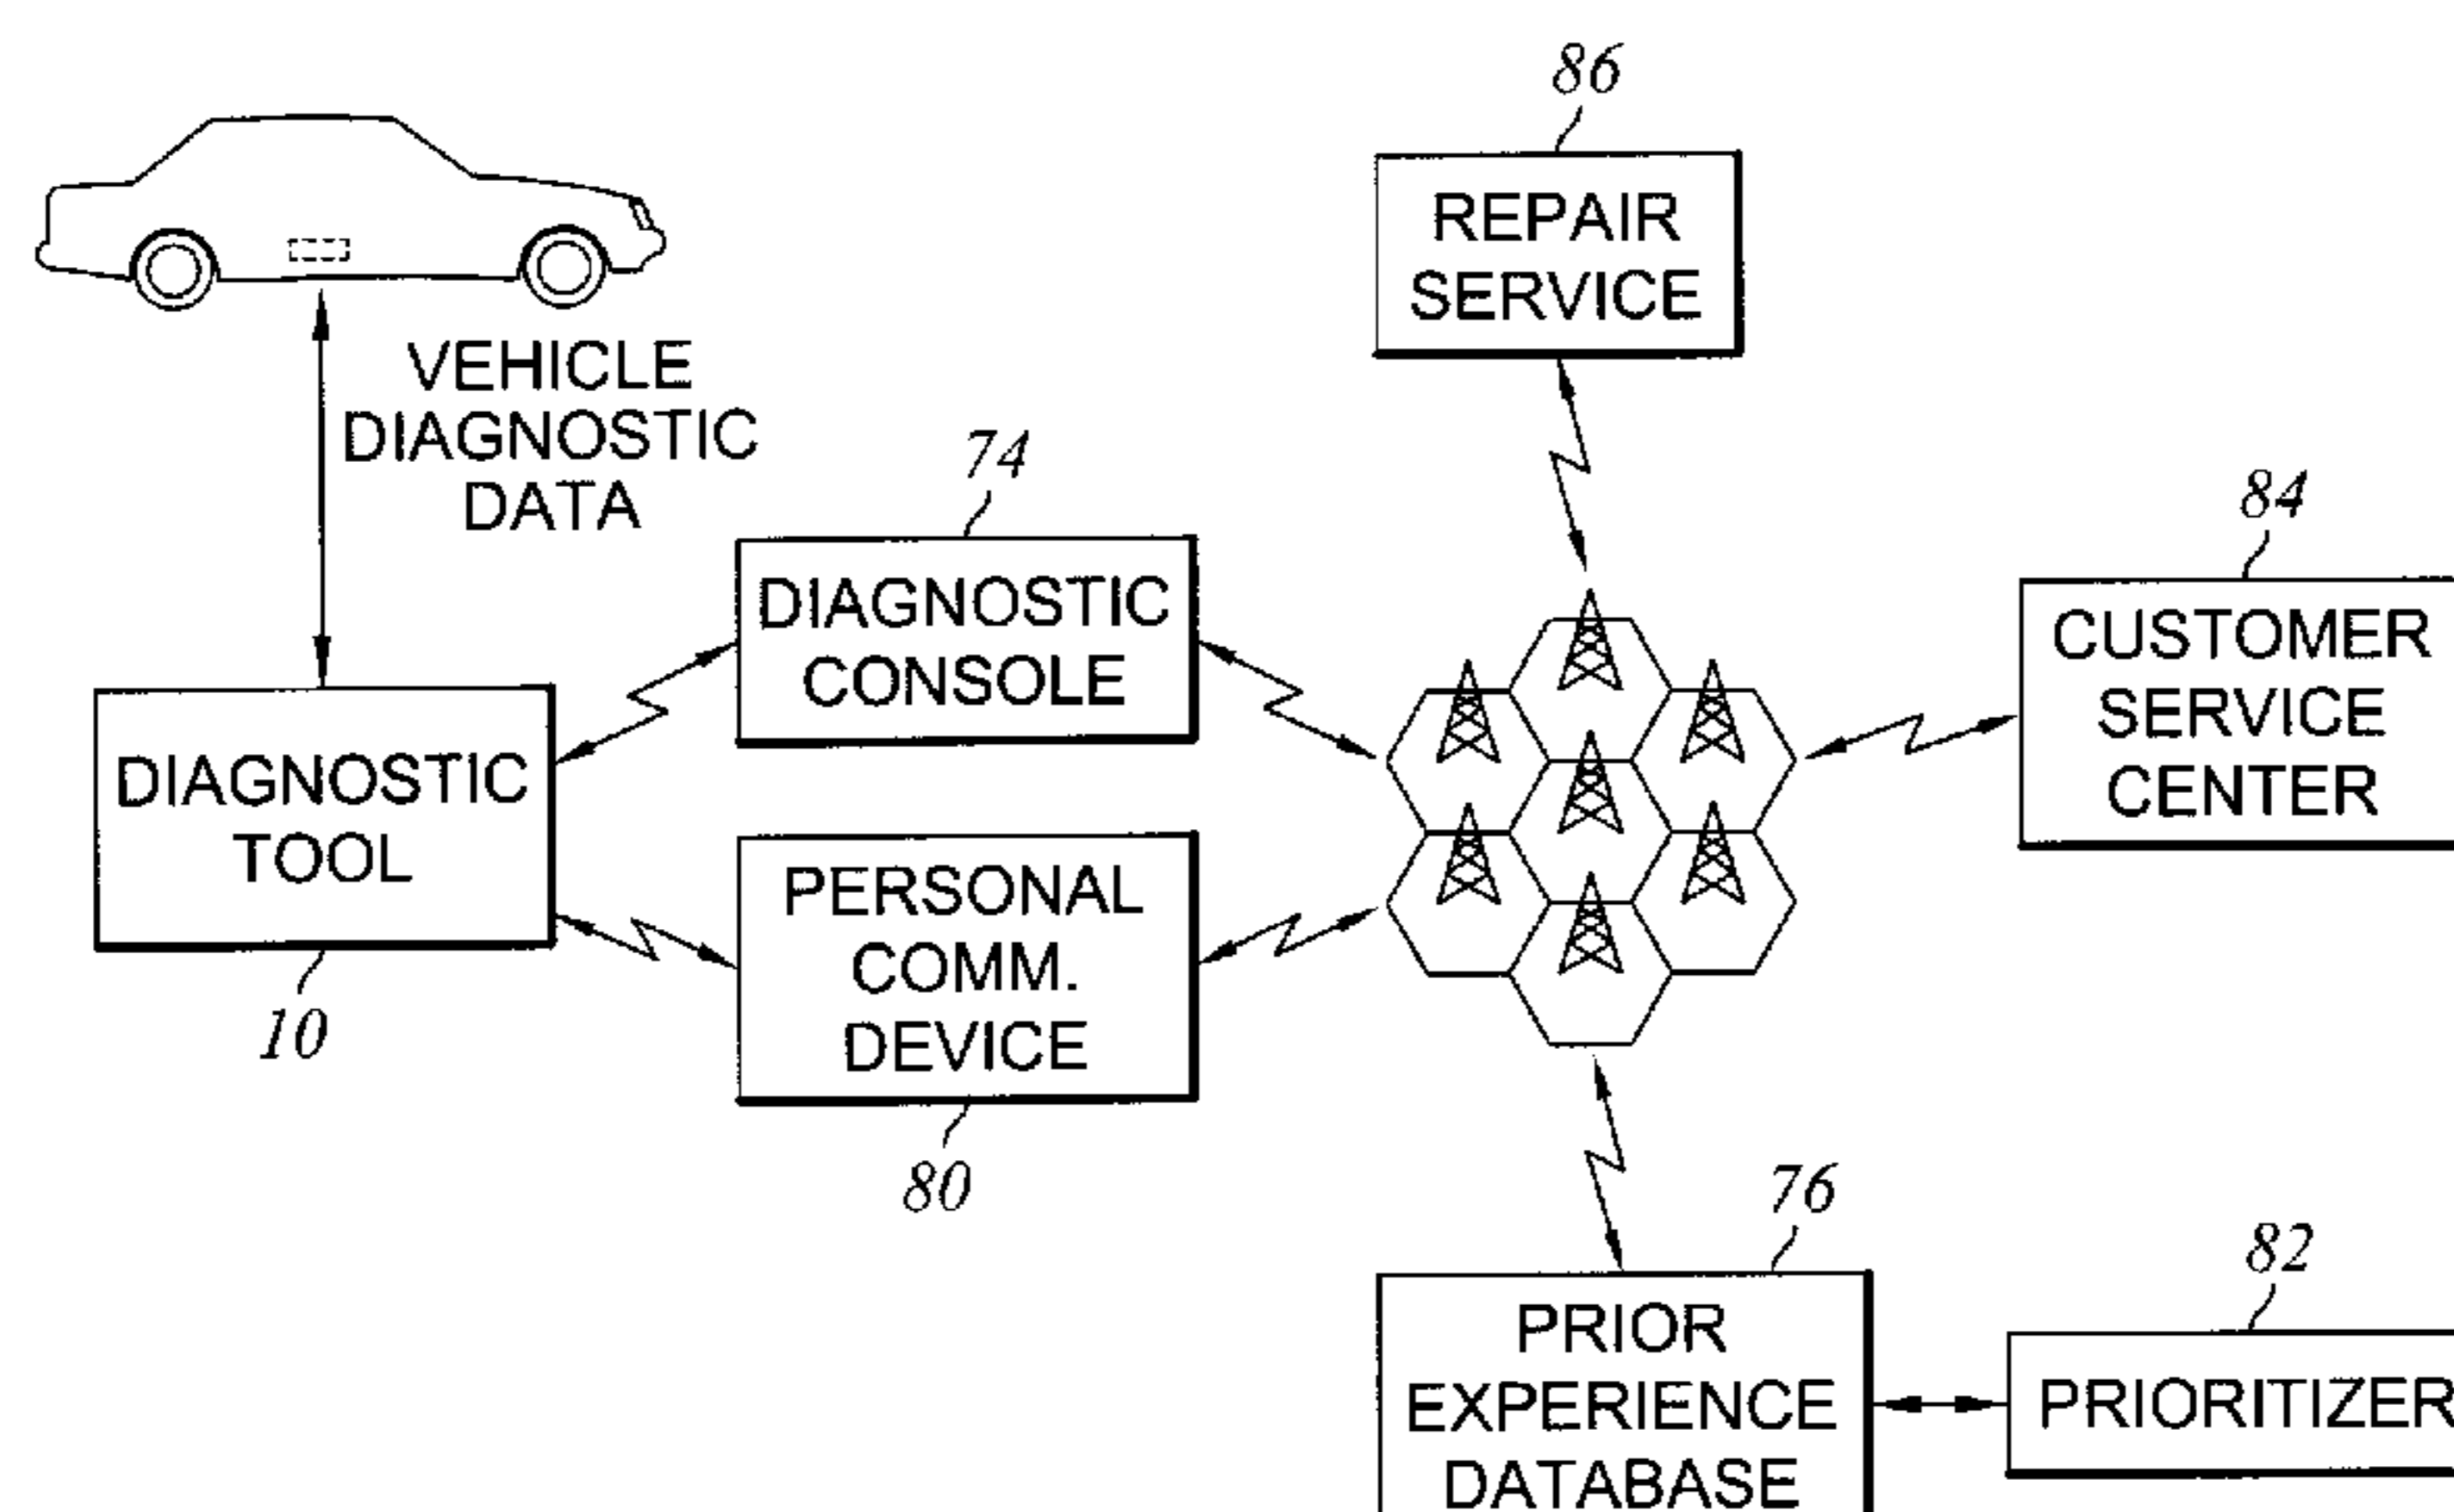 86
REPAIR
SERVICE
VEHICLE
DIAGNOSTIC
DATA
74
DIAGNOSTIC
CONSOLE
84
CUSTOMER
SERVICE
CENTER
DIAGNOSTIC
TOOL
10
PERSONAL
COMM.
DEVICE
80
76
PRIOR
EXPERIENCE
DATABASE
82
PRIORITIZER